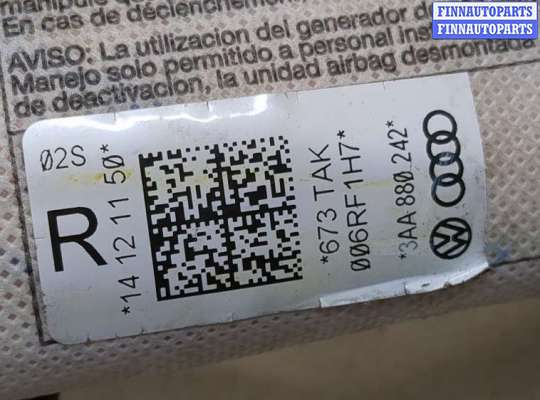 FINNAUTOPARTS
FINNAUTOPARTS
En cas de déclenchem
AVISO: La utilizacion del generador de
Manejo solo permitido a personal ins
de deactivacion, la unidad airbag desmontada
02S
R
*14 12 11 50*
*673 TAK
006RF1H7*
*3AA 880 242*